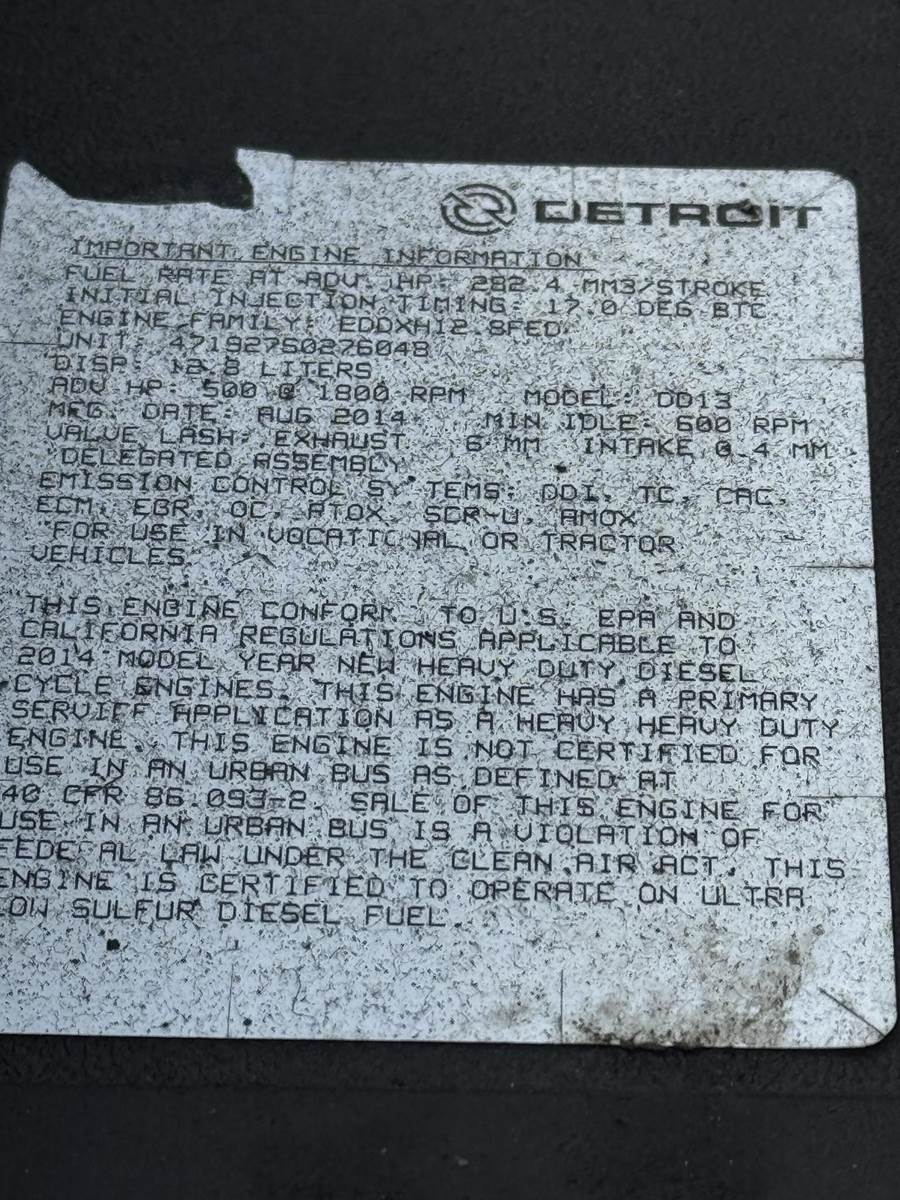 DETROIT
IMPORTANT ENGINE INFORMATION
FUEL RATE AT ADV. HP: 282.4 MM3/STROKE
INITIAL INJECTION TIMING: 17.0 DEG BTC
ENGINE FAMILY: EDDXH12.8FED
UNIT: 47192750276048
DISP: 12.8 LITERS
ADV HP: 500 @ 1800 RPM MODEL: DD13
MFG. DATE: AUG 2014 MIN IDLE: 600 RPM
VALVE LASH: EXHAUST 6 MM INTAKE 0.4 MM
DELEGATED ASSEMBLY
EMISSION CONTROL SY TEMS: DDI, TC, CAC,
ECM, EGR, OC, PTOX, SCR-U, AMOX
FOR USE IN VOCATIONAL OR TRACTOR
VEHICLES
THIS ENGINE CONFORM TO U.S. EPA AND
CALIFORNIA REGULATIONS APPLICABLE TO
2014 MODEL YEAR NEW HEAVY DUTY DIESEL
CYCLE ENGINES. THIS ENGINE HAS A PRIMARY
SERVICE APPLICATION AS A HEAVY HEAVY DUTY
ENGINE. THIS ENGINE IS NOT CERTIFIED FOR
USE IN AN URBAN BUS AS DEFINED AT
40 CFR 86.093-2. SALE OF THIS ENGINE FOR
USE IN AN URBAN BUS IS A VIOLATION OF
FEDERAL LAW UNDER THE CLEAN AIR ACT. THIS
ENGINE IS CERTIFIED TO OPERATE ON ULTRA
LOW SULFUR DIESEL FUEL.